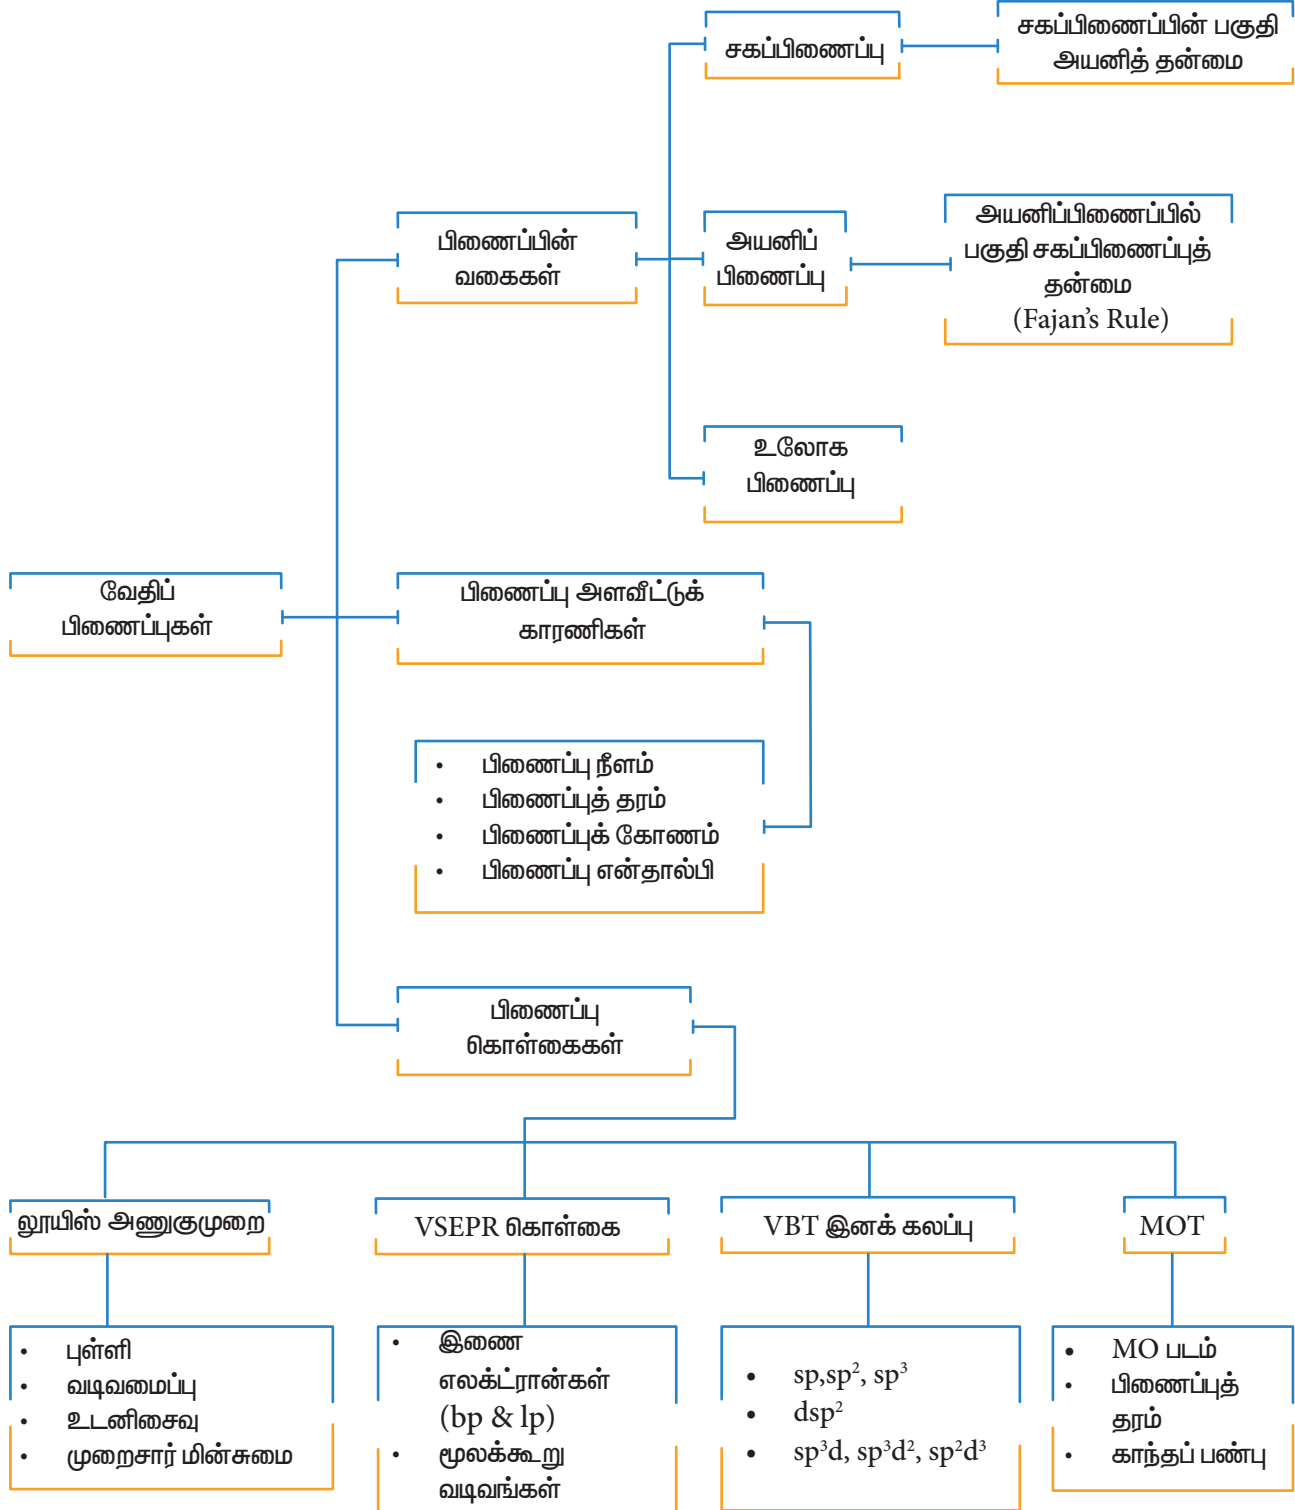 சகப்பிணைப்பு
சகப்பிணைப்பின் பகுதி
அயனித் தன்மை
பிணைப்பின்
வகைகள்
அயனிப்
பிணைப்பு
அயனிப்பிணைப்பில்
பகுதி சகப்பிணைப்புத்
தன்மை
(Fajan's Rule)
உலோக
பிணைப்பு
வேதிப்
பிணைப்புகள்
பிணைப்பு அளவீட்டுக்
காரணிகள்
• பிணைப்பு நீளம்
• பிணைப்புத் தரம்
• பிணைப்புக் கோணம்
• பிணைப்பு என்தால்பி
பிணைப்பு
கொள்கைகள்
லூயிஸ் அணுகுமுறை
• புள்ளி
• வடிவமைப்பு
• உடனிசைவு
• முறைசார் மின்சுமை
VSEPR கொள்கை
• இணை
எலக்ட்ரான்கள்
(bp & lp)
• மூலக்கூறு
வடிவங்கள்
VBT இனக் கலப்பு
• sp,sp², sp³
• dsp²
• sp³d, sp³d², sp²d³
MOT
• MO படம்
• பிணைப்புத்
தரம்
• காந்தப் பண்பு